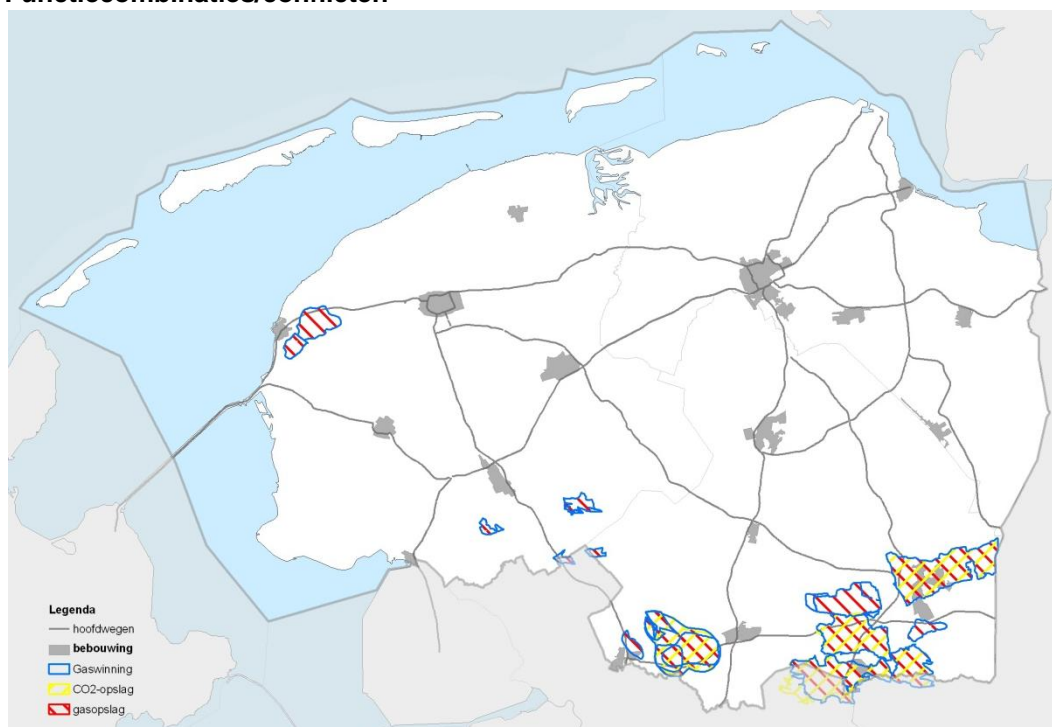 Functiecombinaties/conflicten
Legenda
hoofdwegen
bebouwing
Gaswinning
CO2-opslag
gasopslag